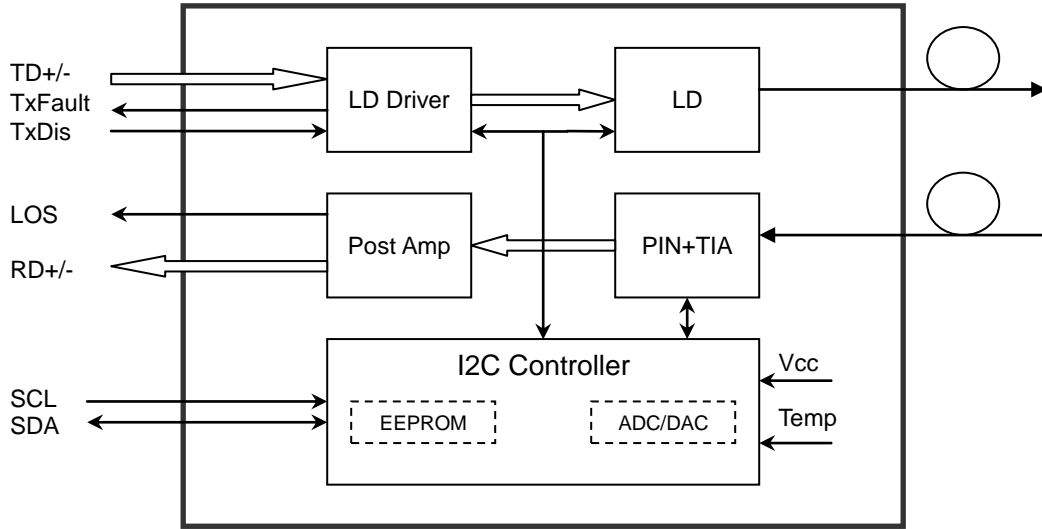 TD+/-
TxFault
TxDis
LD Driver
LD
LOS
RD+/-
Post Amp
PIN+TIA
I2C Controller
Vcc
SCL
SDA
EEPROM
ADC/DAC
Temp